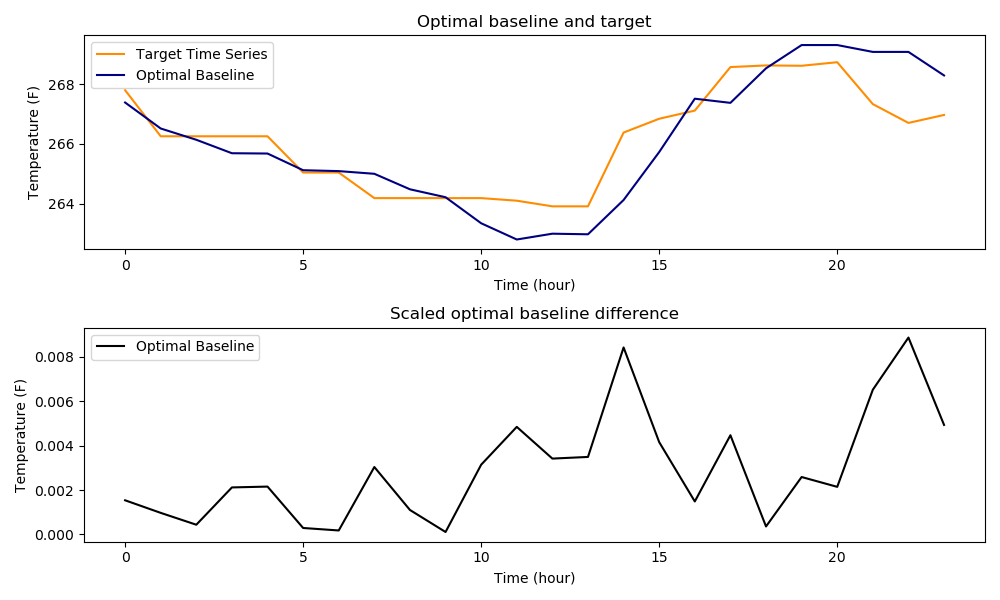 Optimal baseline and target
Temperature (F)
268
266
264
Target Time Series
Optimal Baseline
0 5 10 15 20
Time (hour)
Scaled optimal baseline difference
Temperature (F)
0.008
0.006
0.004
0.002
0.000
Optimal Baseline
0 5 10 15 20
Time (hour)